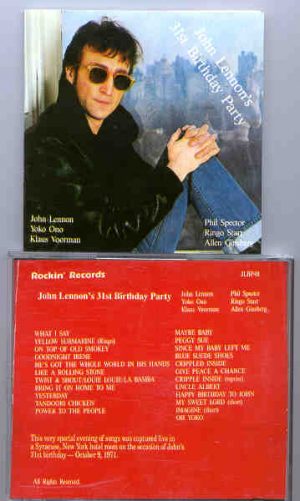 John Lennon's
31st Birthday Party
John Lennon
Yoko Ono
Klaus Voorman
Phil Spector
Ringo Starr
Allen Ginsberg
Rockin' Records
JLBP41
John Lennon's 31st Birthday Party
John Lennon
Yoko Ono
Klaus Voorman
Phil Spector
Ringo Starr
Allen Ginsberg
WHAT I SAY
YELLOW SUBMARINE (Ringo)
ON TOP OF OLD SMOKEY
GOODNIGHT IRENE
HE'S GOT THE WHOLE WORLD IN HIS HANDS
LIKE A ROLLING STONE
TWIST & SHOUT/LOUIE LOUIE/LA BAMBA
BRING IT ON HOME TO ME
YESTERDAY
TANDOORI CHICKEN
POWER TO THE PEOPLE
MAYBE BABY
PEGGY SUE
SINCE MY BABY LEFT ME
BLUE SUEDE SHOES
CRIPPLED INSIDE
GIVE PEACE A CHANCE
CRIPPLE INSIDE (reprise)
UNCLE ALBERT
HAPPY BIRTHDAY TO JOHN
MY SWEET LORD (short)
IMAGINE (short)
OH YOKO
This very special evening of songs was captured live in
a Syracuse, New York hotel room on the occasion of John's
31st birthday — October 9, 1971.
All Rights Reserved.